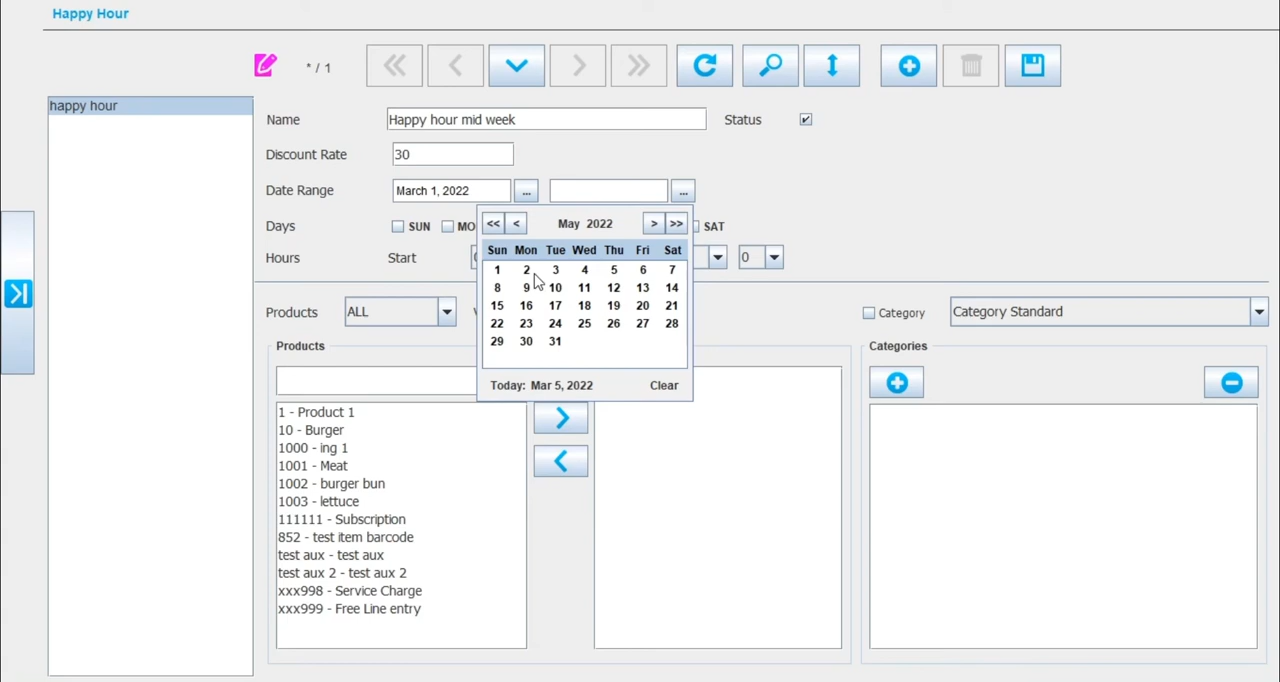 Happy Hour
* / 1
happy hour
Name Happy hour mid week Status
Discount Rate 30
Date Range March 1, 2022 ... ...
Days SUN MO SAT
Hours Start 0
<< < May 2022 > >>
Sun Mon Tue Wed Thu Fri Sat
1 2 3 4 5 6 7
8 9 10 11 12 13 14
15 16 17 18 19 20 21
22 23 24 25 26 27 28
29 30 31
Today: Mar 5, 2022 Clear
Products ALL Category Category Standard
Products Categories
1 - Product 1
10 - Burger
1000 - ing 1
1001 - Meat
1002 - burger bun
1003 - lettuce
111111 - Subscription
852 - test item barcode
test aux - test aux
test aux 2 - test aux 2
xxx998 - Service Charge
xxx999 - Free Line entry